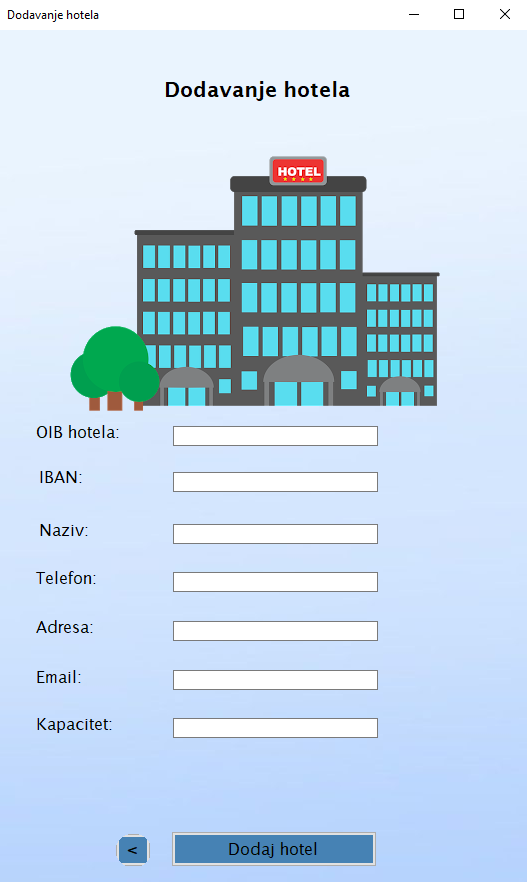 Dodavanje hotela
Dodavanje hotela
HOTEL
OIB hotela:
IBAN:
Naziv:
Telefon:
Adresa:
Email:
Kapacitet:
<
Dodaj hotel